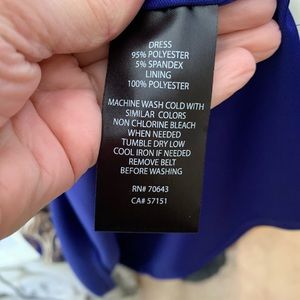 DRESS
95% POLYESTER
5% SPANDEX
LINING
100% POLYESTER
MACHINE WASH COLD WITH
SIMILAR COLORS
NON CHLORINE BLEACH
WHEN NEEDED
TUMBLE DRY LOW
COOL IRON IF NEEDED
REMOVE BELT
BEFORE WASHING
RN# 70643
CA# 57151